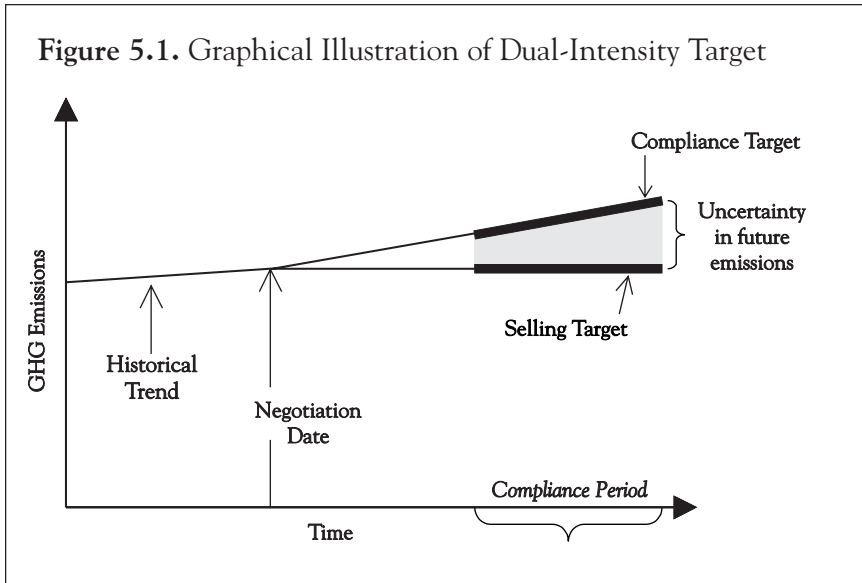 Figure 5.1. Graphical Illustration of Dual-Intensity Target
Compliance Target
Uncertainty
in future
emissions
Selling Target
GHG Emissions
Historical
Trend
Negotiation
Date
Compliance Period
Time